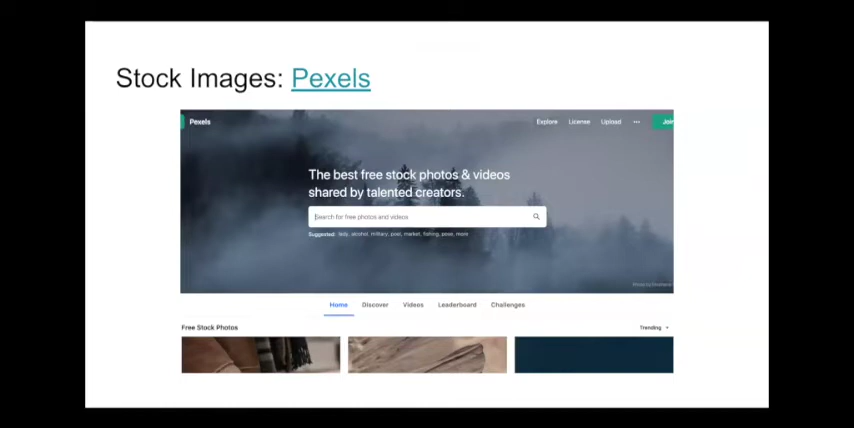 Stock Images: Pexels
Pexels
Explore License Upload ••• Join
The best free stock photos & videos
shared by talented creators.
Search for free photos and videos
Suggested: lady, alcohol, military, pool, market, fishing, pose, more
Home Discover Videos Leaderboard Challenges
Free Stock Photos Trending